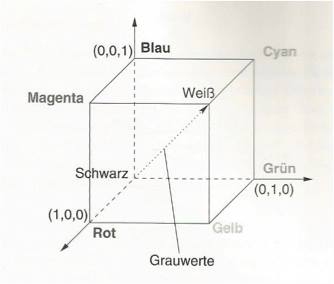 (0,0,1) Blau
Cyan
Magenta
Weiß
Schwarz
Grün
(0,1,0)
(1,0,0)
Rot
Gelb
Grauwerte